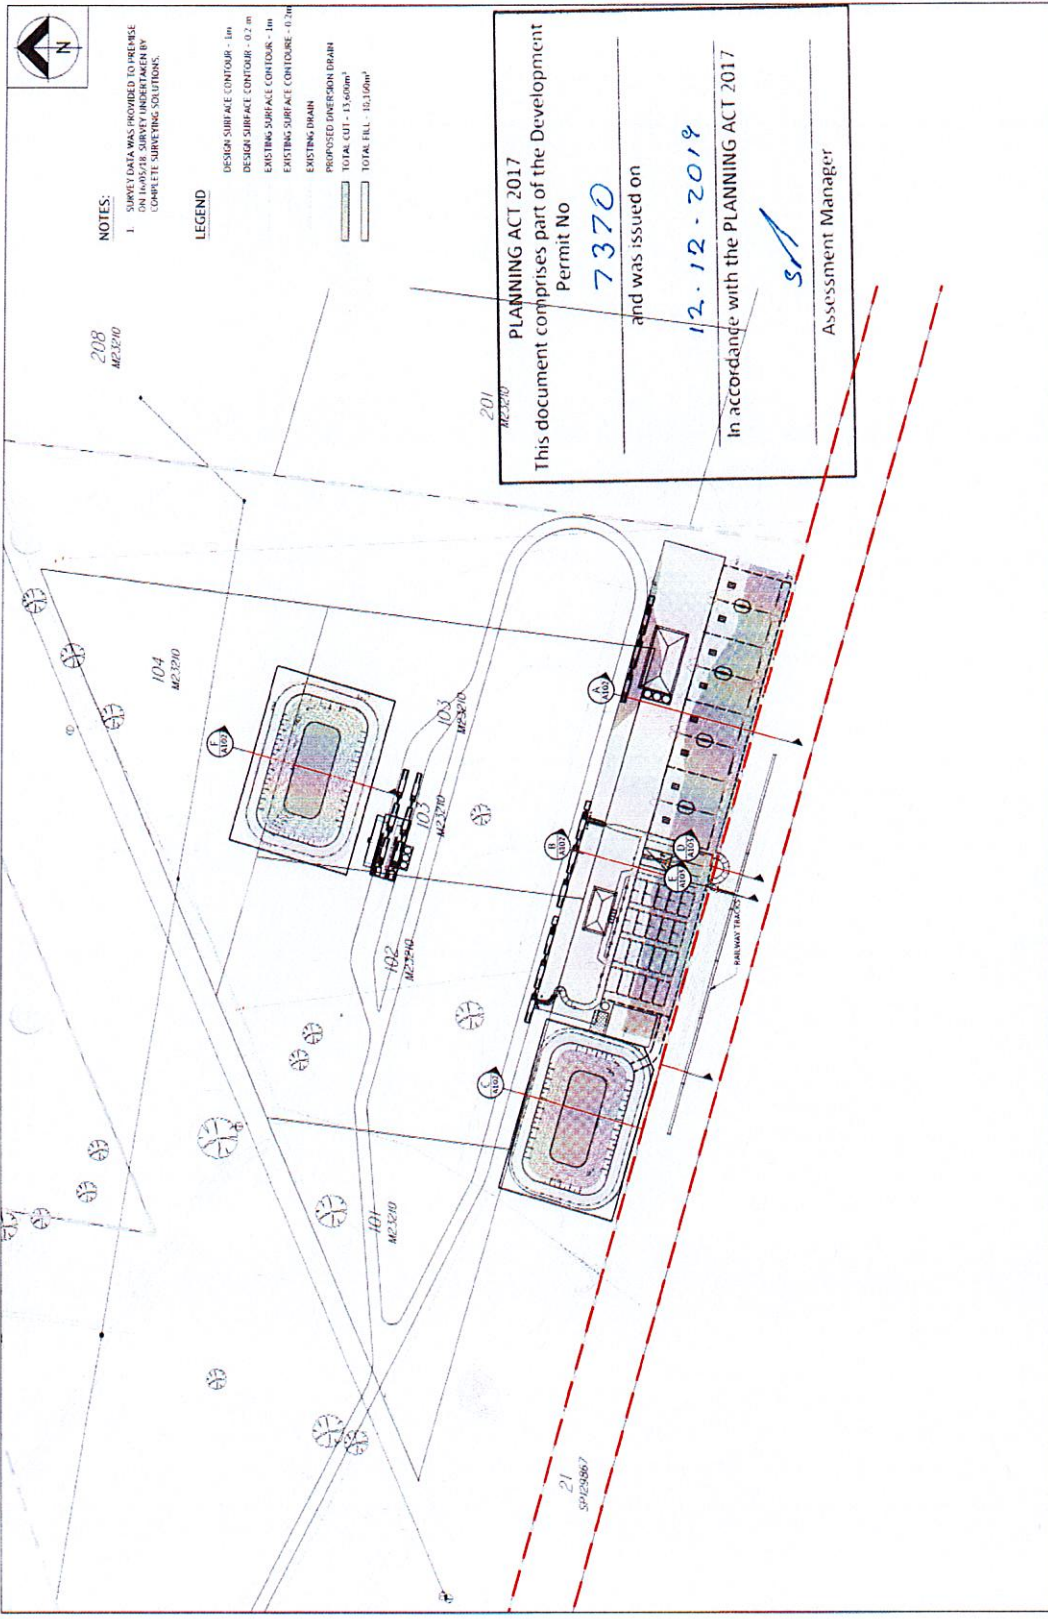 N
NOTES:
1. SURVEY DATA WAS PROVIDED TO PREMISE
ON 16/05/18. SURVEY UNDERTAKEN BY
COMPLETE SURVEYING SOLUTIONS.
LEGEND
DESIGN SURFACE CONTOUR - 1m
DESIGN SURFACE CONTOUR - 0.2 m
EXISTING SURFACE CONTOUR - 1m
EXISTING SURFACE CONTOURE - 0.2m
EXISTING DRAIN
PROPOSED DIVERSION DRAIN
TOTAL CUT - 13,600m³
TOTAL FILL - 10,100m³
208
M23210
104
M23210
201
M23210
103
M23210
103
M23210
102
M23210
101
M23210
21
SP129867
F
A102
A
A102
B
A102
C
A102
D
A103
E
A103
RAILWAY TRACKS
PLANNING ACT 2017
This document comprises part of the Development
Permit No
7370
and was issued on
12.12-2019
In accordance with the PLANNING ACT 2017
Assessment Manager